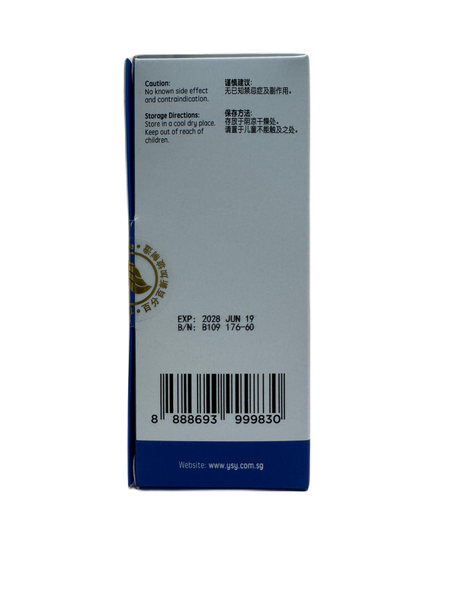 Caution:
No known side effect
and contraindication.
Storage Directions:
Store in a cool dry place.
Keep out of reach of
children.
谨慎建议:
无已知禁忌症及副作用。
保存方法:
存放于阴凉干燥处。
请置于儿童不能触及之处。
EXP: 2028 JUN 19
B/N: B109 176-60
8 888693 999830
Website: www.ysy.com.sg